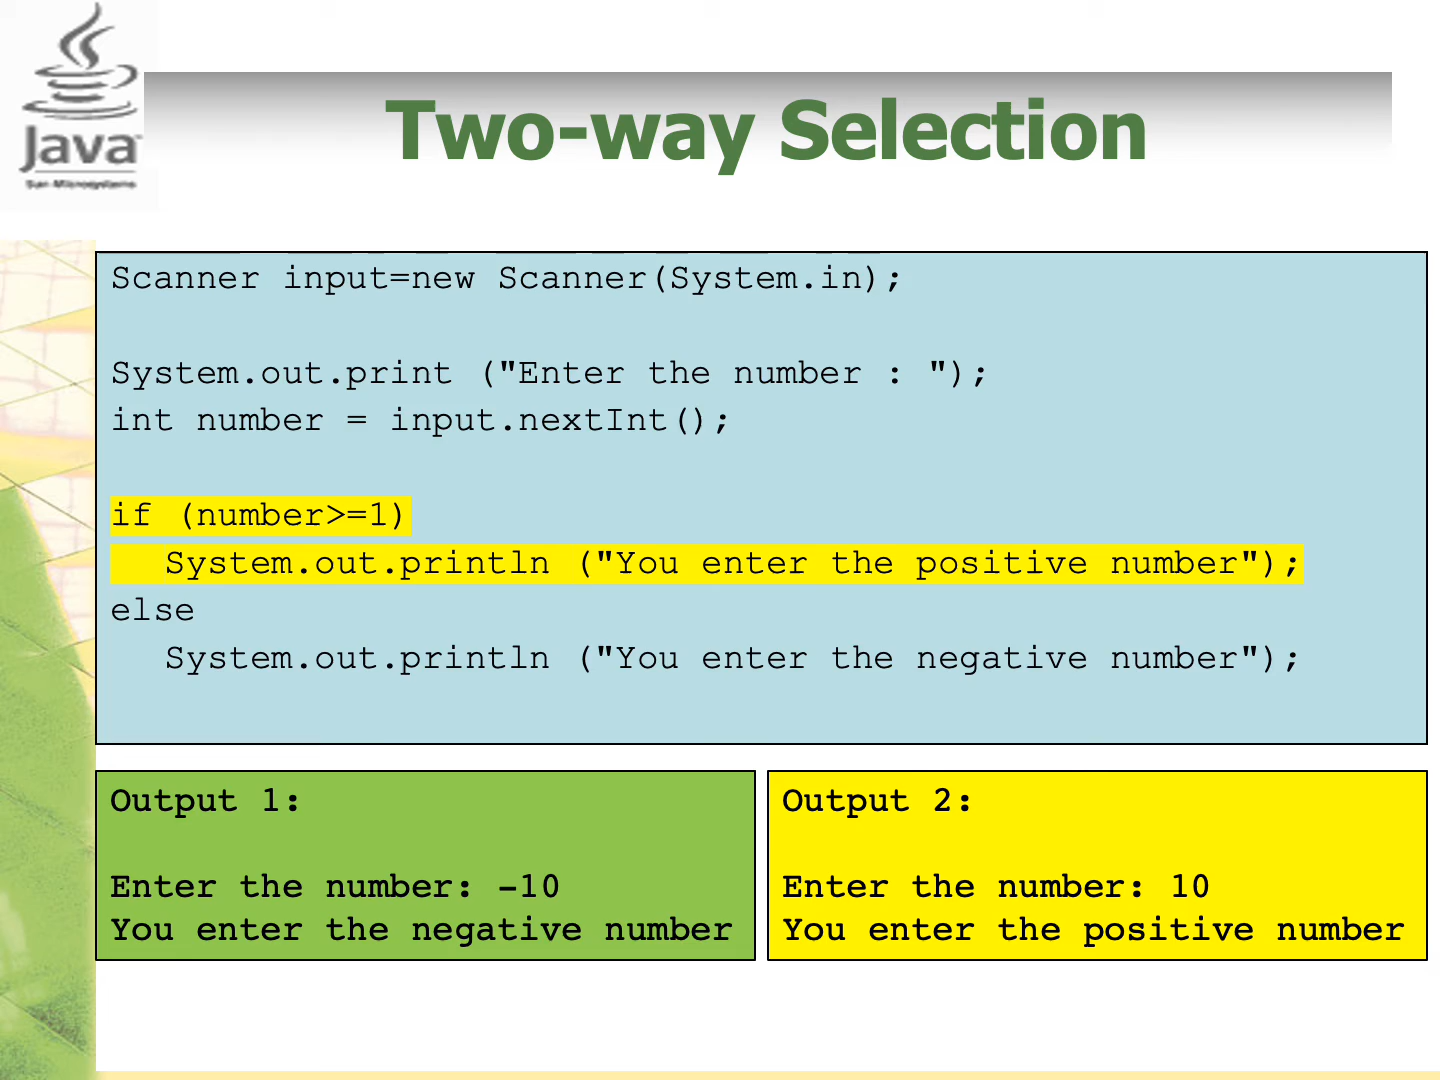 Java
Sun Microsystems
Two-way Selection
Scanner input=new Scanner(System.in);
System.out.print ("Enter the number : ");
int number = input.nextInt();
if (number>=1)
System.out.println ("You enter the positive number");
else
System.out.println ("You enter the negative number");
Output 1:
Enter the number: –10
You enter the negative number
Output 2:
Enter the number: 10
You enter the positive number